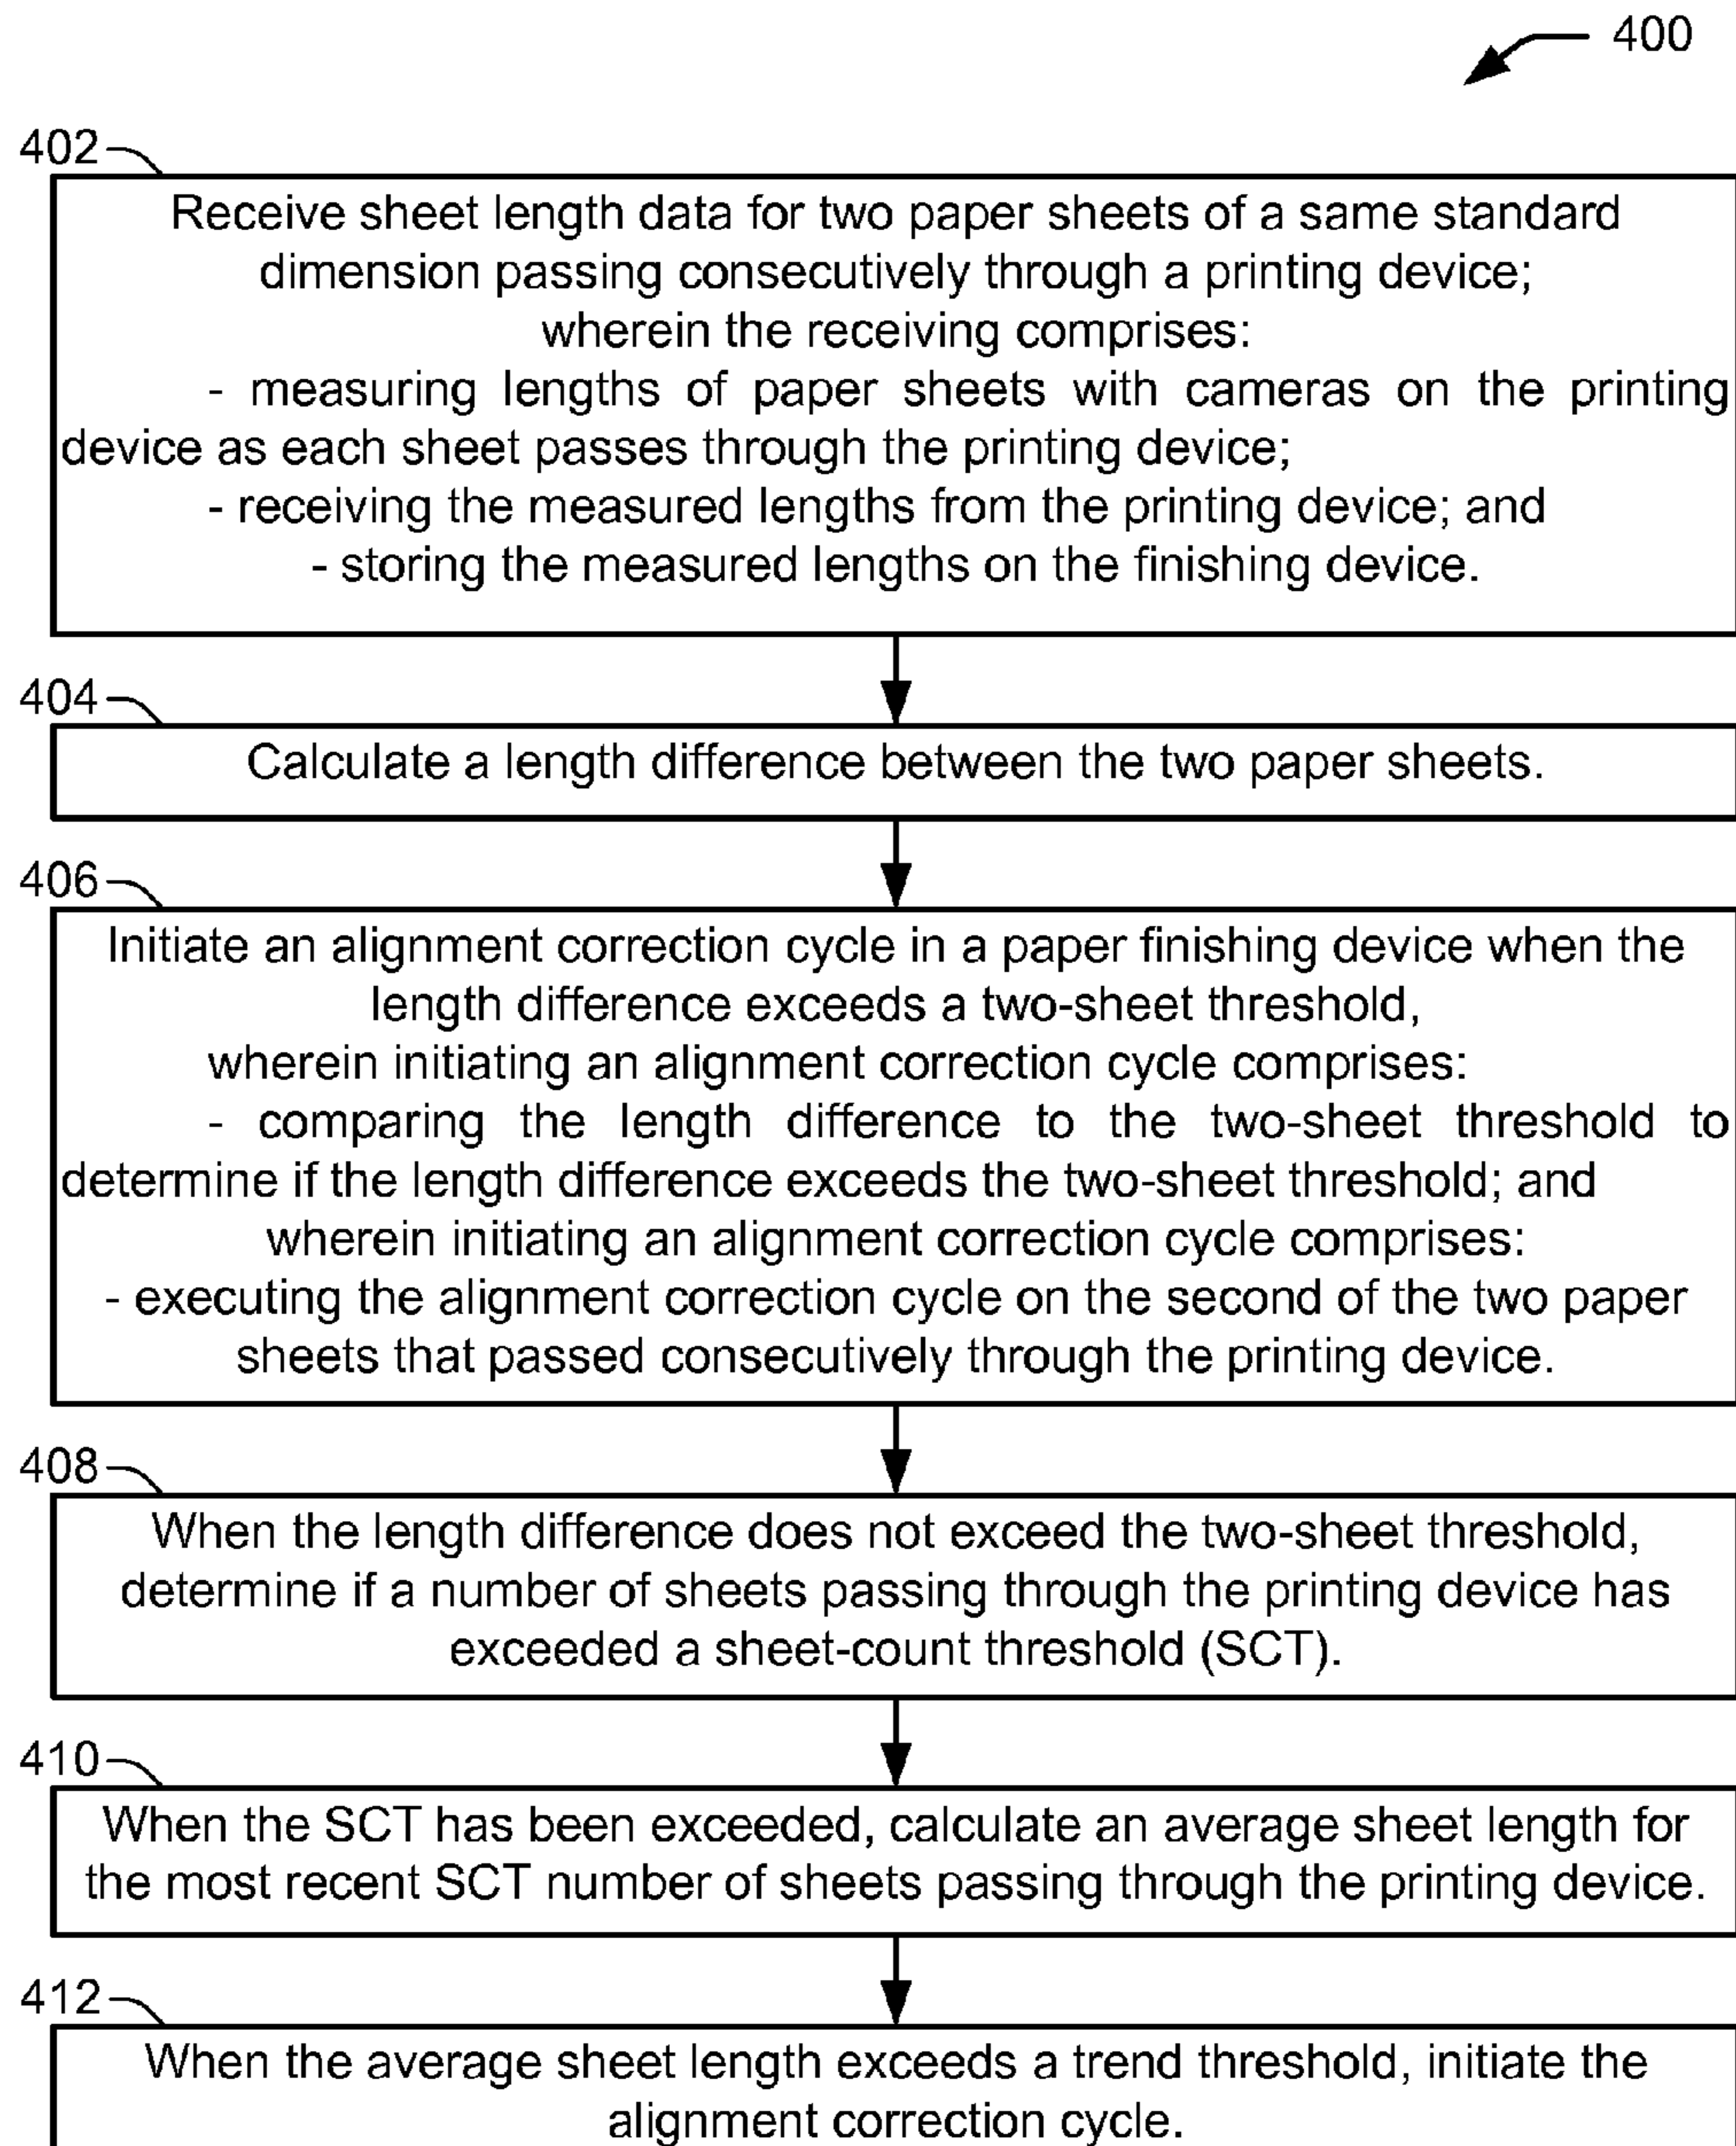 400
402
Receive sheet length data for two paper sheets of a same standard
dimension passing consecutively through a printing device;
wherein the receiving comprises:
- measuring lengths of paper sheets with cameras on the printing
device as each sheet passes through the printing device;
- receiving the measured lengths from the printing device; and
- storing the measured lengths on the finishing device.
404
Calculate a length difference between the two paper sheets.
406
Initiate an alignment correction cycle in a paper finishing device when the
length difference exceeds a two-sheet threshold,
wherein initiating an alignment correction cycle comprises:
- comparing the length difference to the two-sheet threshold to
determine if the length difference exceeds the two-sheet threshold; and
wherein initiating an alignment correction cycle comprises:
- executing the alignment correction cycle on the second of the two paper
sheets that passed consecutively through the printing device.
408
When the length difference does not exceed the two-sheet threshold,
determine if a number of sheets passing through the printing device has
exceeded a sheet-count threshold (SCT).
410
When the SCT has been exceeded, calculate an average sheet length for
the most recent SCT number of sheets passing through the printing device.
412
When the average sheet length exceeds a trend threshold, initiate the
alignment correction cycle.